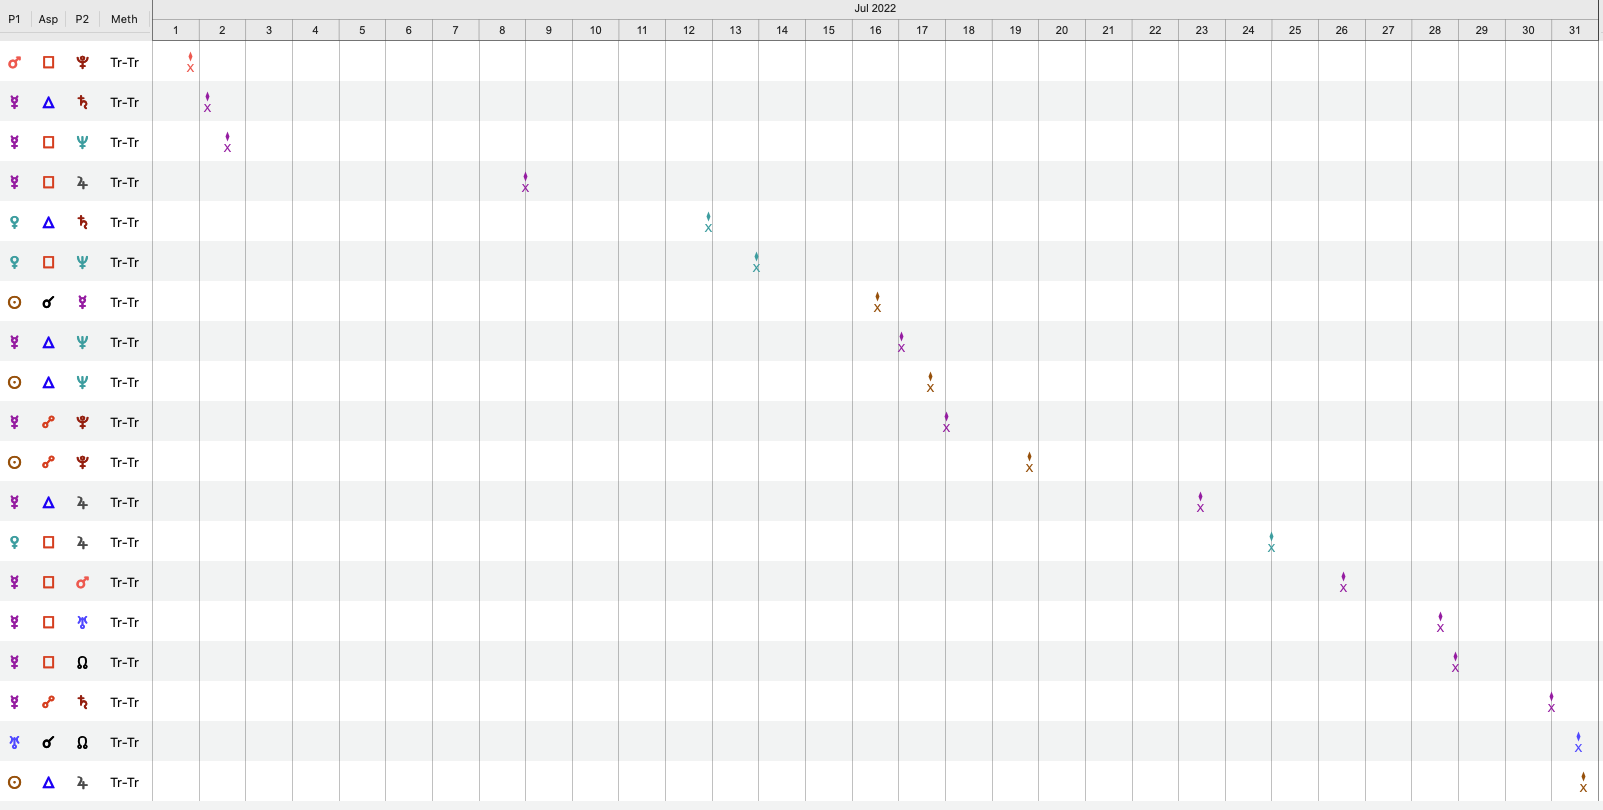 Jul 2022
P1 Asp P2 Meth 1 2 3 4 5 6 7 8 9 10 11 12 13 14 15 16 17 18 19 20 21 22 23 24 25 26 27 28 29 30 31
♂ □ ♇ Tr-Tr
x
☿ △ ♄ Tr-Tr
x
☿ □ ♆ Tr-Tr
x
☿ □ ♃ Tr-Tr
x
♀ △ ♄ Tr-Tr
x
♀ □ ♆ Tr-Tr
x
☉ ☌ ☿ Tr-Tr
x
☿ △ ♆ Tr-Tr
x
☉ △ ♆ Tr-Tr
x
☿ ☍ ♇ Tr-Tr
x
☉ ☍ ♇ Tr-Tr
x
☿ △ ♃ Tr-Tr
x
♀ □ ♃ Tr-Tr
x
☿ □ ♂ Tr-Tr
x
☿ □ ♅ Tr-Tr
x
☿ □ ☊ Tr-Tr
x
☿ ☍ ♄ Tr-Tr
x
♅ ☌ ☊ Tr-Tr
x
☉ △ ♃ Tr-Tr
x